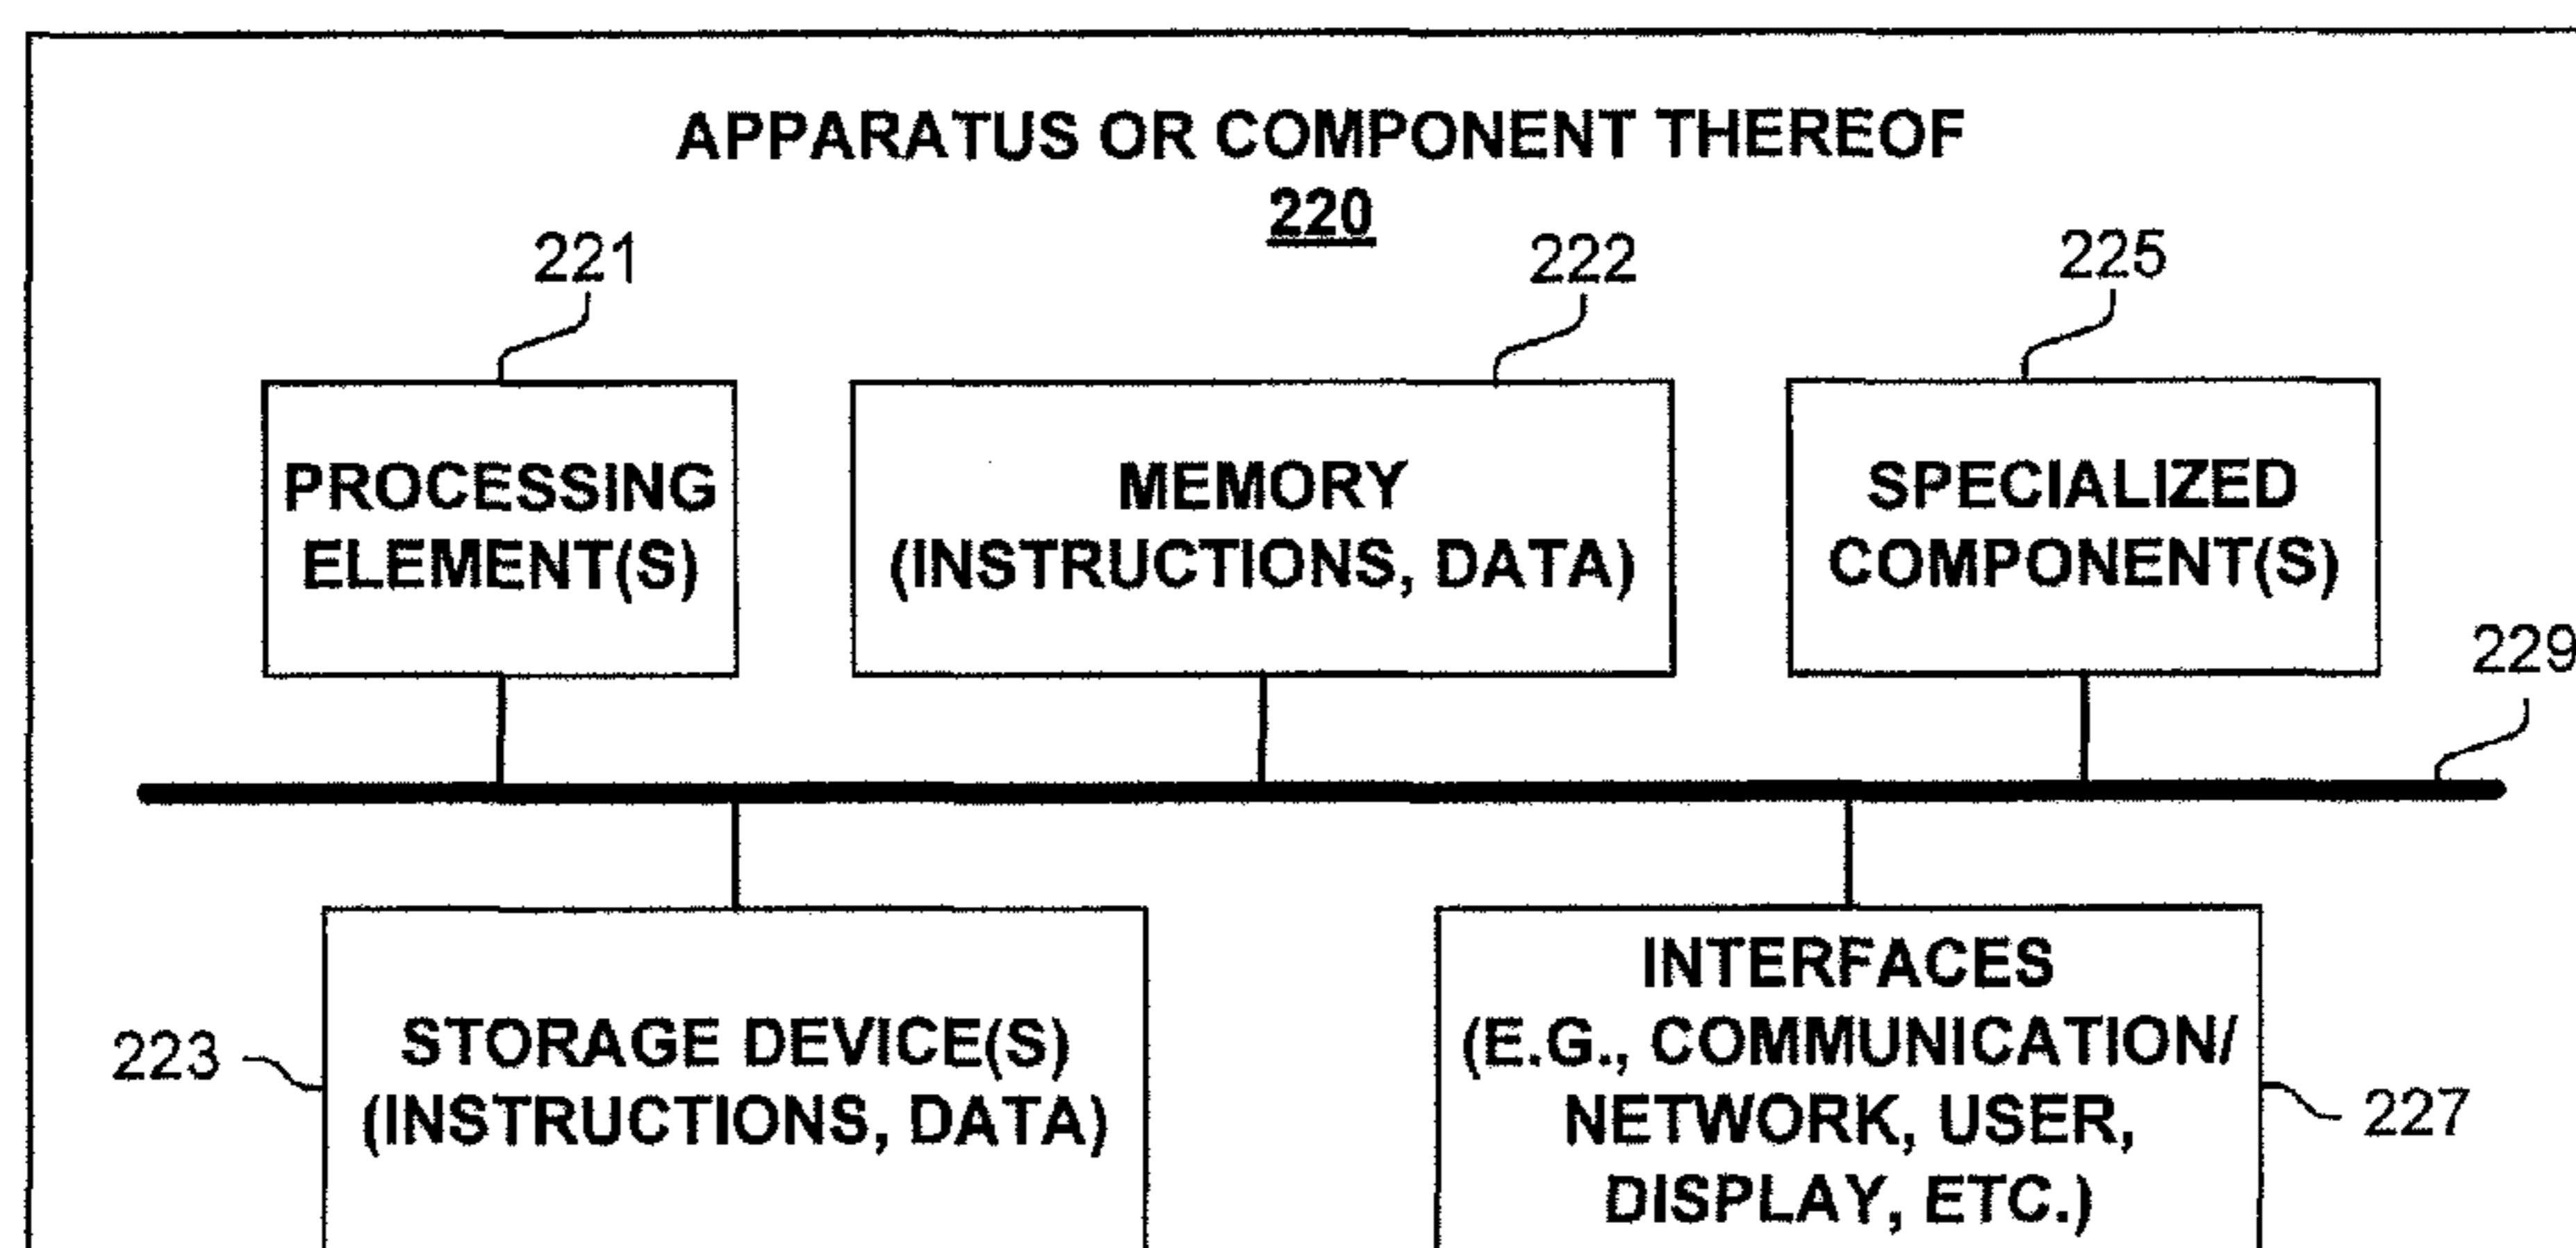 APPARATUS OR COMPONENT THEREOF
220
221
222
225
PROCESSING
ELEMENT(S)
MEMORY
(INSTRUCTIONS, DATA)
SPECIALIZED
COMPONENT(S)
229
223
STORAGE DEVICE(S)
(INSTRUCTIONS, DATA)
INTERFACES
(E.G., COMMUNICATION/
NETWORK, USER,
DISPLAY, ETC.)
227